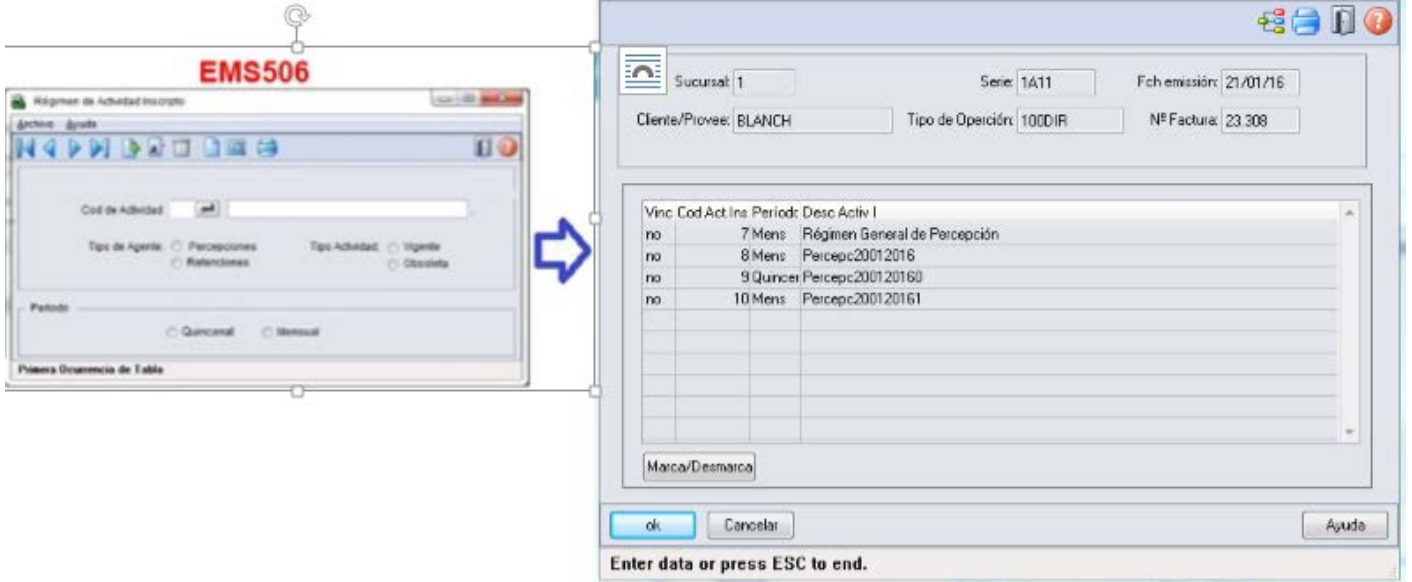 EMS506
Régimen de Actividad Inscripto
Archivo Ayuda
Cod de Actividad:
Tipo de Agente: Percepciones Tipo Actividad: Vigente
Retenciones Obsoleta
Periodo
Quincenal Mensual
Primera Ocurrencia de Tabla
Sucursal: 1 Serie: 1A11 Fch emisión: 21/01/16
Cliente/Provee: BLANCH Tipo de Operción: 100DIR Nº Factura: 23.308
Vinc Cod Act.Ins Períodc Desc Activ I
no 7 Mens Régimen General de Percepción
no 8 Mens Percepc20012016
no 9 Quincer Percepc200120160
no 10 Mens Percepc200120161
Marca/Desmarca
ok Cancelar Ayuda
Enter data or press ESC to end.